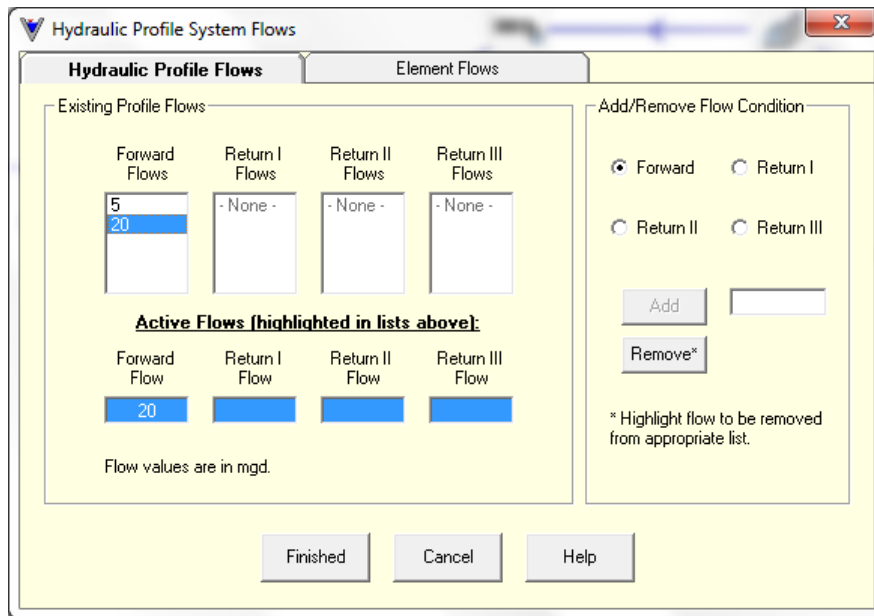 Hydraulic Profile System Flows
x
Hydraulic Profile Flows
Element Flows
Existing Profile Flows
Forward Flows
Return I Flows
Return II Flows
Return III Flows
5
20
- None -
- None -
- None -
Active Flows (highlighted in lists above):
Forward Flow
Return I Flow
Return II Flow
Return III Flow
20
Flow values are in mgd.
Add/Remove Flow Condition
Forward
Return I
Return II
Return III
Add
Remove*
* Highlight flow to be removed
from appropriate list.
Finished
Cancel
Help